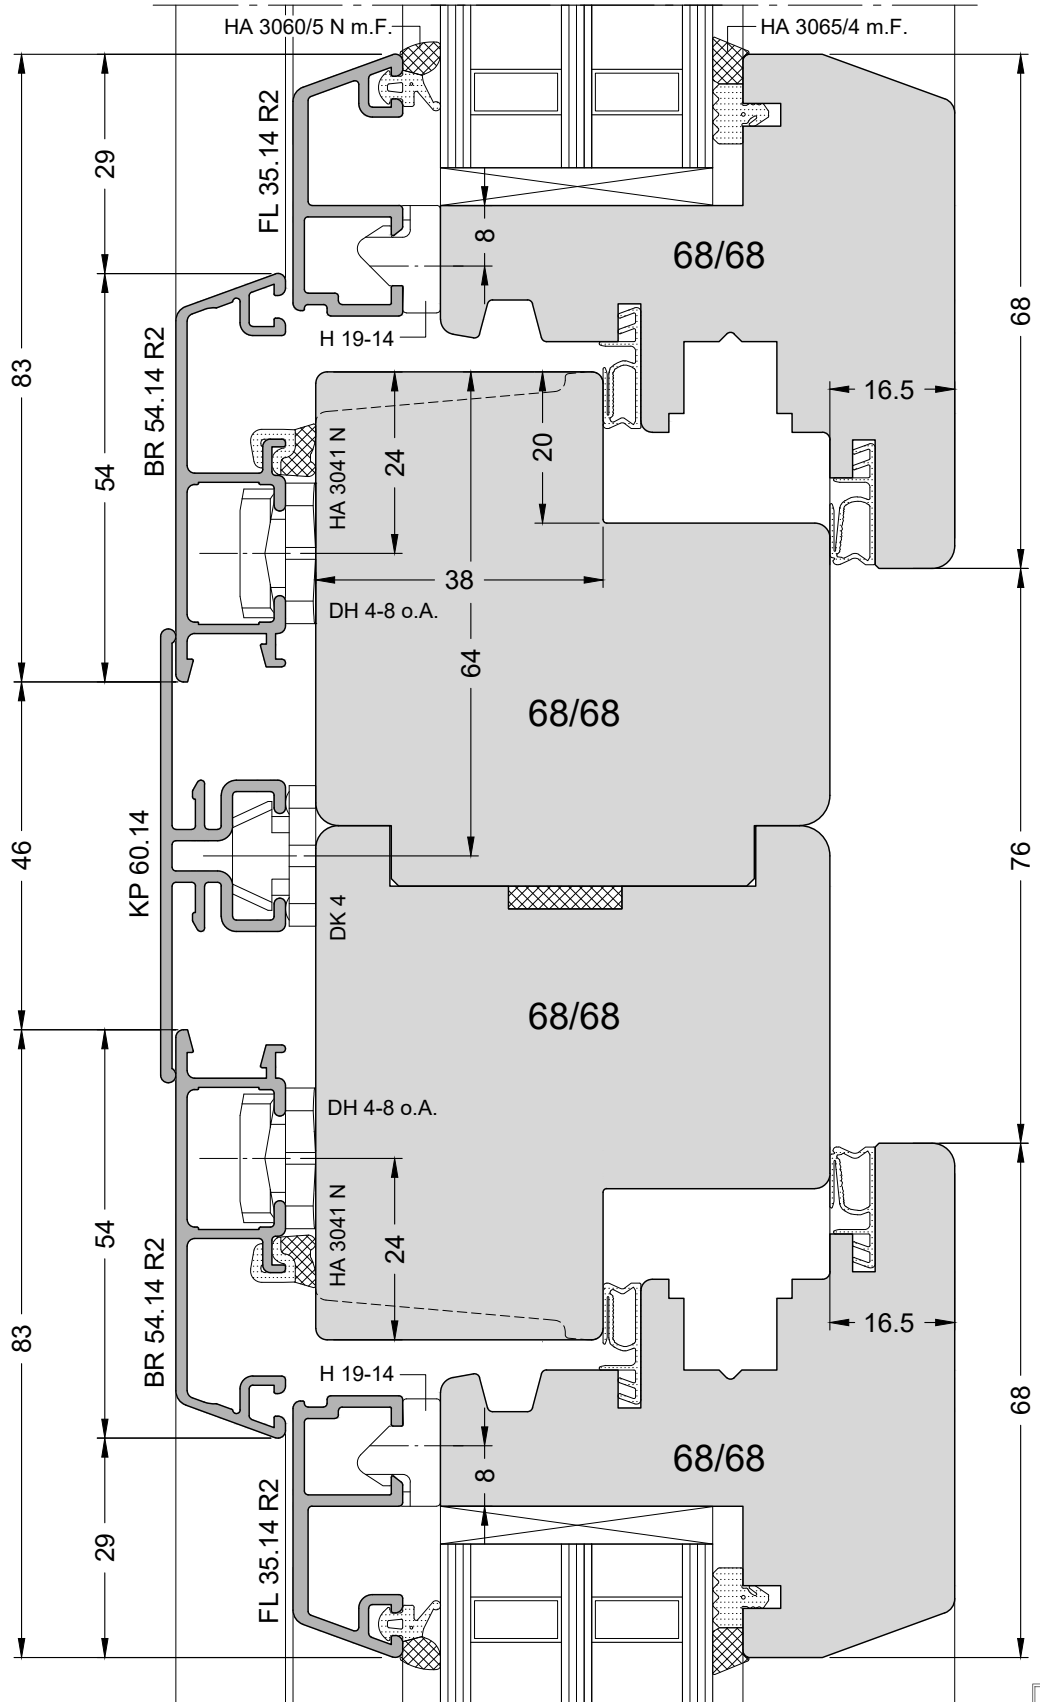 HA 3060/5 N m.F.
HA 3065/4 m.F.
29
FL 35.14 R2
8
68/68
68
83
H 19-14
BR 54.14 R2
54
HA 3041 N
24
20
16.5
38
DH 4-8 o.A.
64
68/68
46
KP 60.14
DK 4
76
68/68
DH 4-8 o.A.
HA 3041 N
24
54
BR 54.14 R2
83
16.5
H 19-14
68
8
68/68
FL 35.14 R2
29